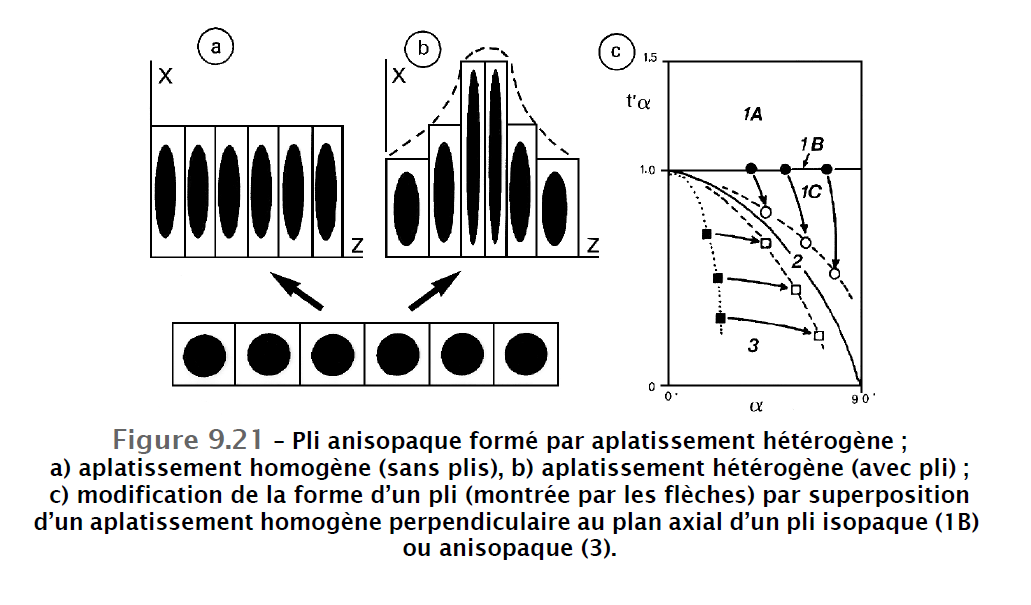 a
b
c
X
Z
X
Z
1.5
t'α
1A
1B
1.0
1C
2
3
0
0°
α
90°
Figure 9.21 – Pli anisopaque formé par aplatissement hétérogène ;
a) aplatissement homogène (sans plis), b) aplatissement hétérogène (avec pli) ;
c) modification de la forme d’un pli (montrée par les flèches) par superposition
d’un aplatissement homogène perpendiculaire au plan axial d’un pli isopaque (1B)
ou anisopaque (3).